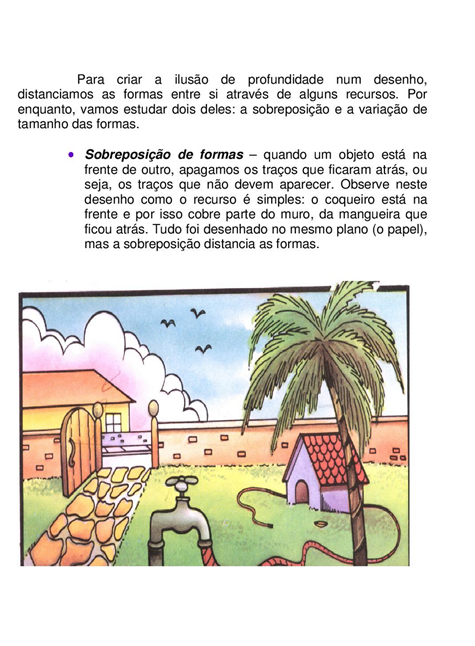 Para criar a ilusão de profundidade num desenho,
distanciamos as formas entre si através de alguns recursos. Por
enquanto, vamos estudar dois deles: a sobreposição e a variação de
tamanho das formas.
• Sobreposição de formas – quando um objeto está na
frente de outro, apagamos os traços que ficaram atrás, ou
seja, os traços que não devem aparecer. Observe neste
desenho como o recurso é simples: o coqueiro está na
frente e por isso cobre parte do muro, da mangueira que
ficou atrás. Tudo foi desenhado no mesmo plano (o papel),
mas a sobreposição distancia as formas.